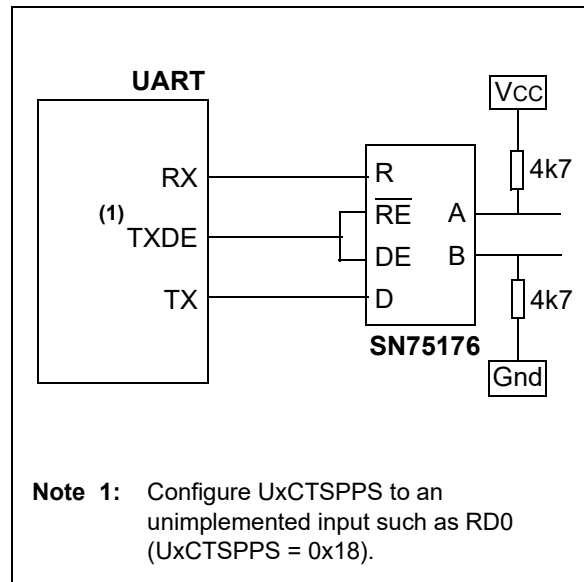 UART
VCC
RX
R
4k7
(1)
TXDE
RE
A
DE
B
TX
D
4k7
SN75176
Gnd
Note 1: Configure UxCTSPPS to an
unimplemented input such as RD0
(UxCTSPPS = 0x18).